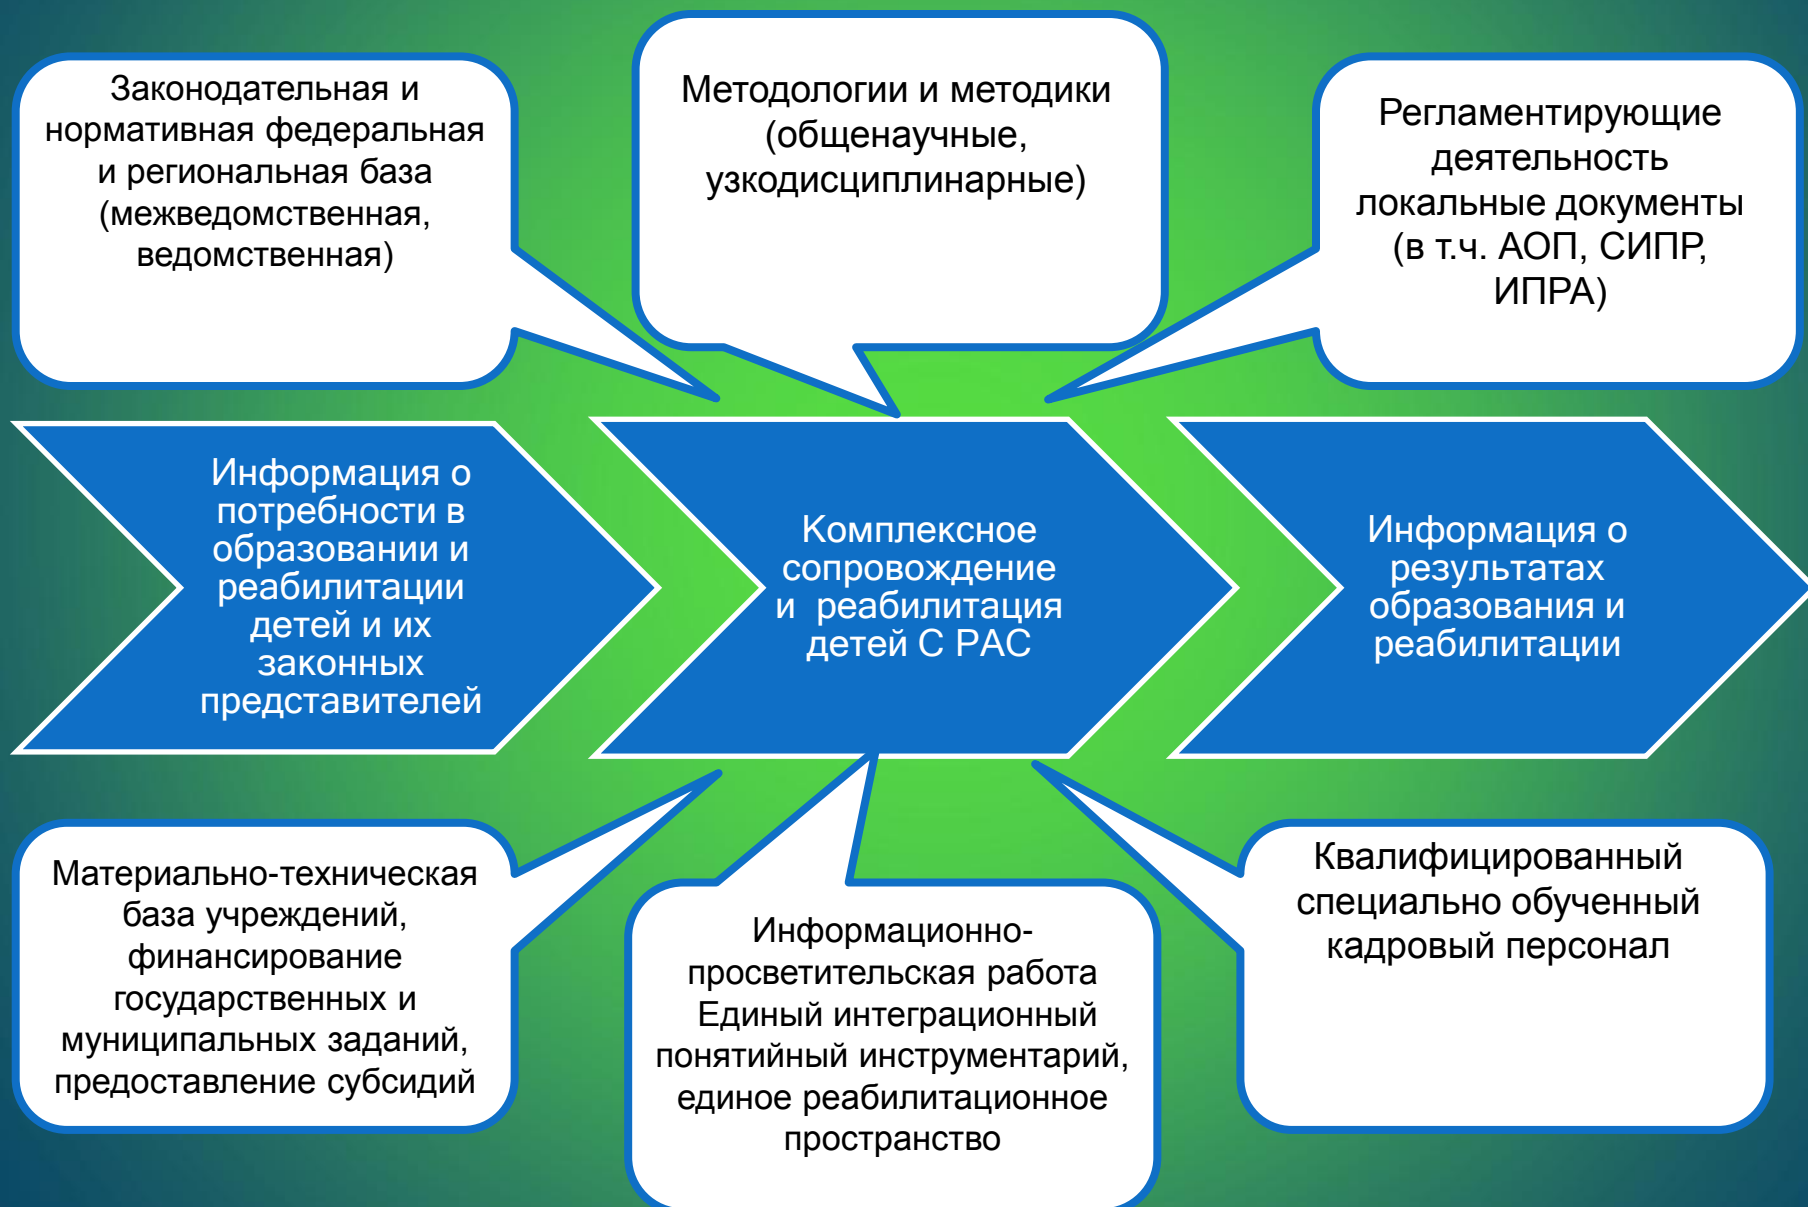 Законодательная и
нормативная федеральная
и региональная база
(межведомственная,
ведомственная)
Методологии и методики
(общенаучные,
узкодисциплинарные)
Регламентирующие
деятельность
локальные документы
(в т.ч. АОП, СИПР,
ИПРА)
Информация о
потребности в
образовании и
реабилитации
детей и их
законных
представителей
Комплексное
сопровождение
и реабилитация
детей С РАС
Информация о
результатах
образования и
реабилитации
Материально-техническая
база учреждений,
финансирование
государственных и
муниципальных заданий,
предоставление субсидий
Информационно-
просветительская работа
Единый интеграционный
понятийный инструментарий,
единое реабилитационное
пространство
Квалифицированный
специально обученный
кадровый персонал